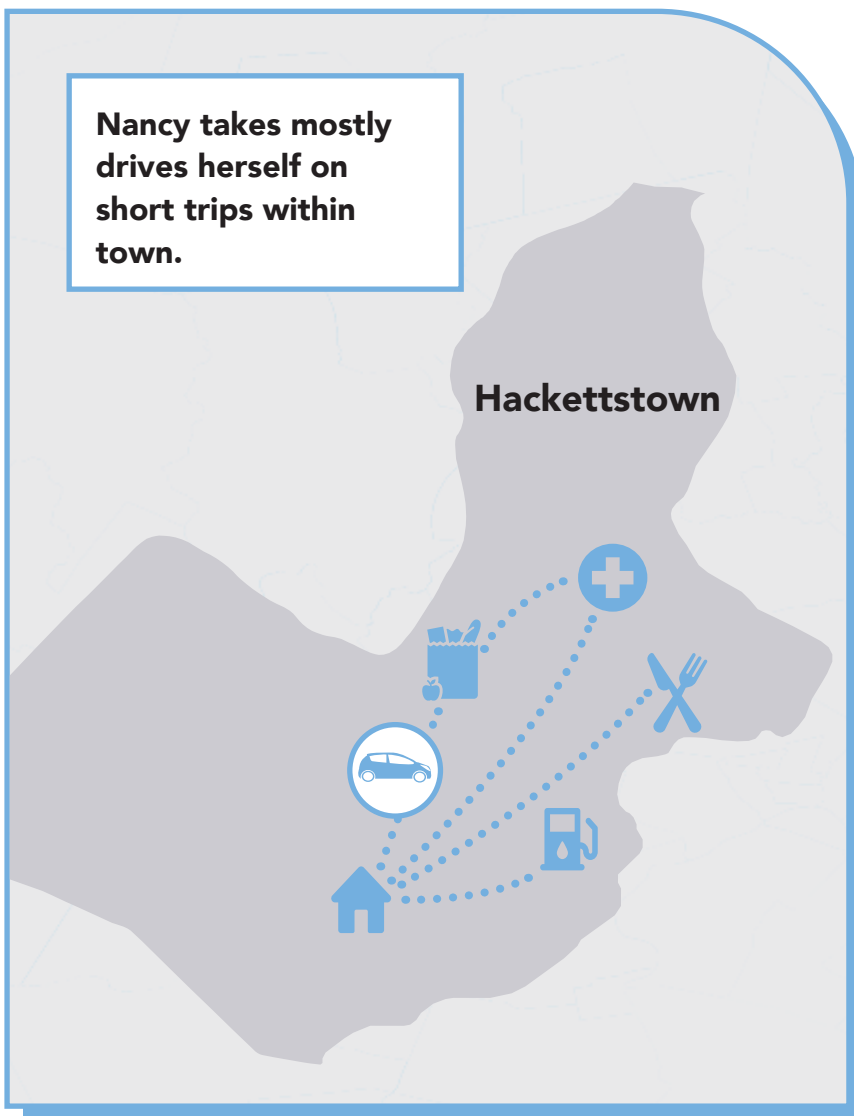 Nancy takes mostly
drives herself on
short trips within
town.
Hackettstown